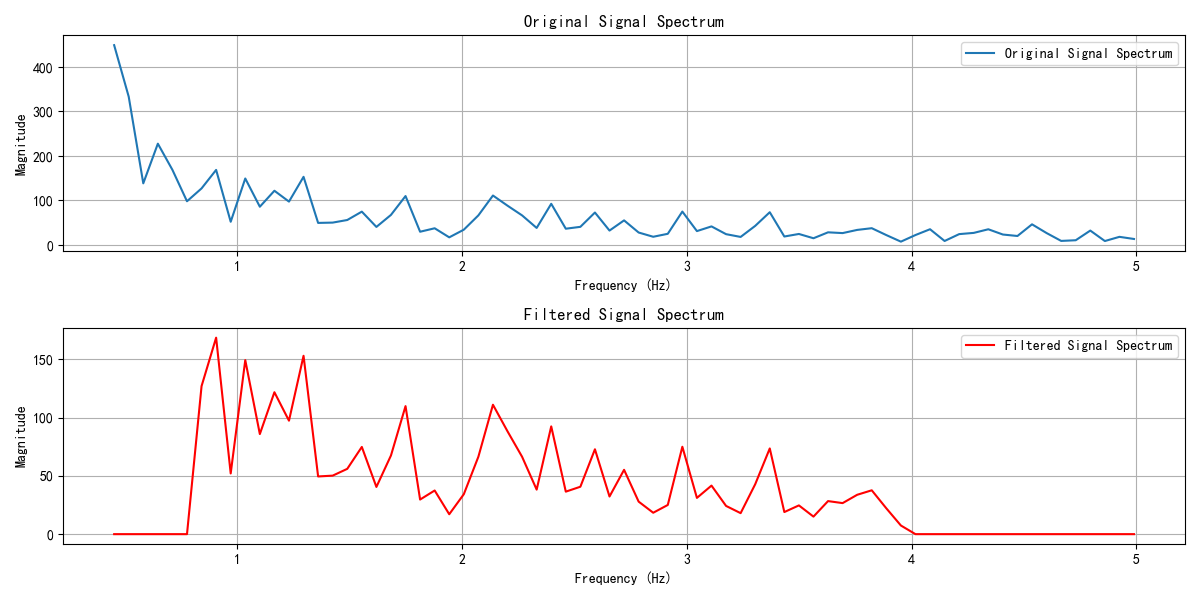 Original Signal Spectrum
Original Signal Spectrum
Magnitude
400
300
200
100
0
1 2 3 4 5
Frequency (Hz)
Filtered Signal Spectrum
Filtered Signal Spectrum
Magnitude
150
100
50
0
1 2 3 4 5
Frequency (Hz)